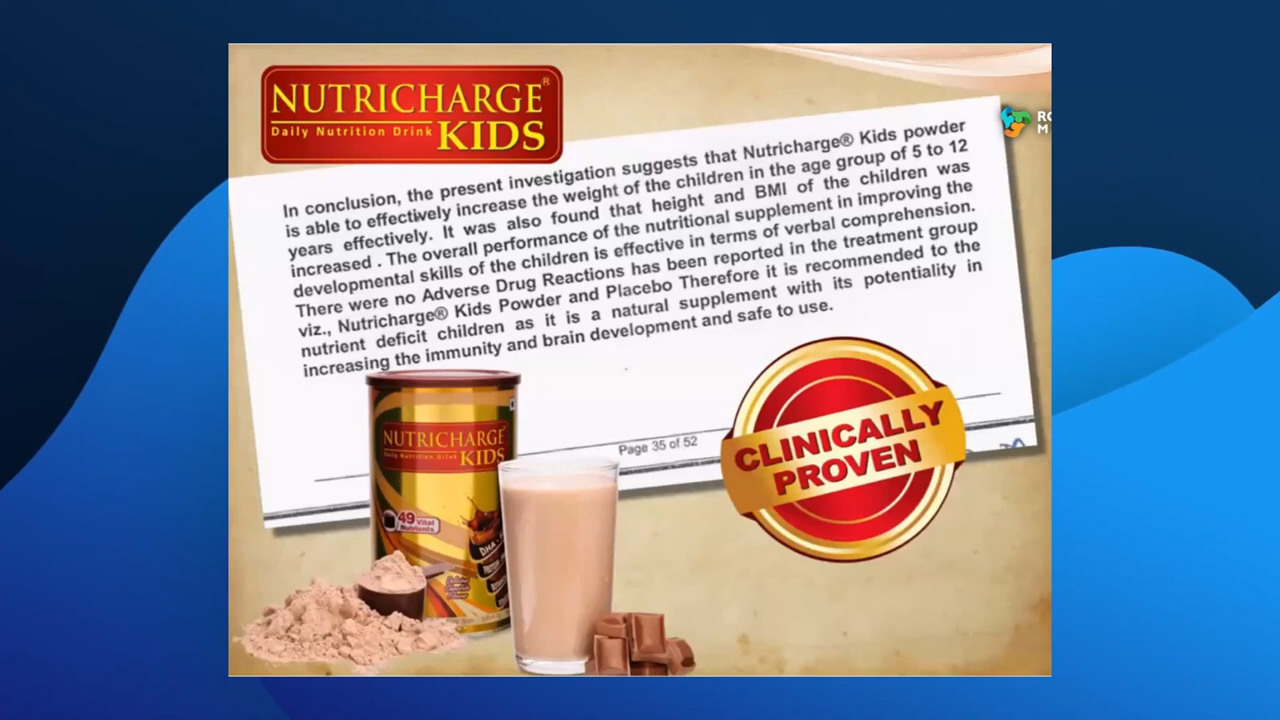 NUTRICHARGE®
Daily Nutrition Drink KIDS
RO
M
In conclusion, the present investigation suggests that Nutricharge® Kids powder
is able to effectively increase the weight of the children in the age group of 5 to 12
years effectively. It was also found that height and BMI of the children was
increased . The overall performance of the nutritional supplement in improving the
developmental skills of the children is effective in terms of verbal comprehension.
There were no Adverse Drug Reactions has been reported in the treatment group
viz., Nutricharge® Kids Powder and Placebo Therefore it is recommended to the
nutrient deficit children as it is a natural supplement with its potentiality in
increasing the immunity and brain development and safe to use.
Page 35 of 52
CLINICALLY
PROVEN
NUTRICHARGE
Daily Nutrition Drink KIDS
49 Vital
Nutrients
DHA